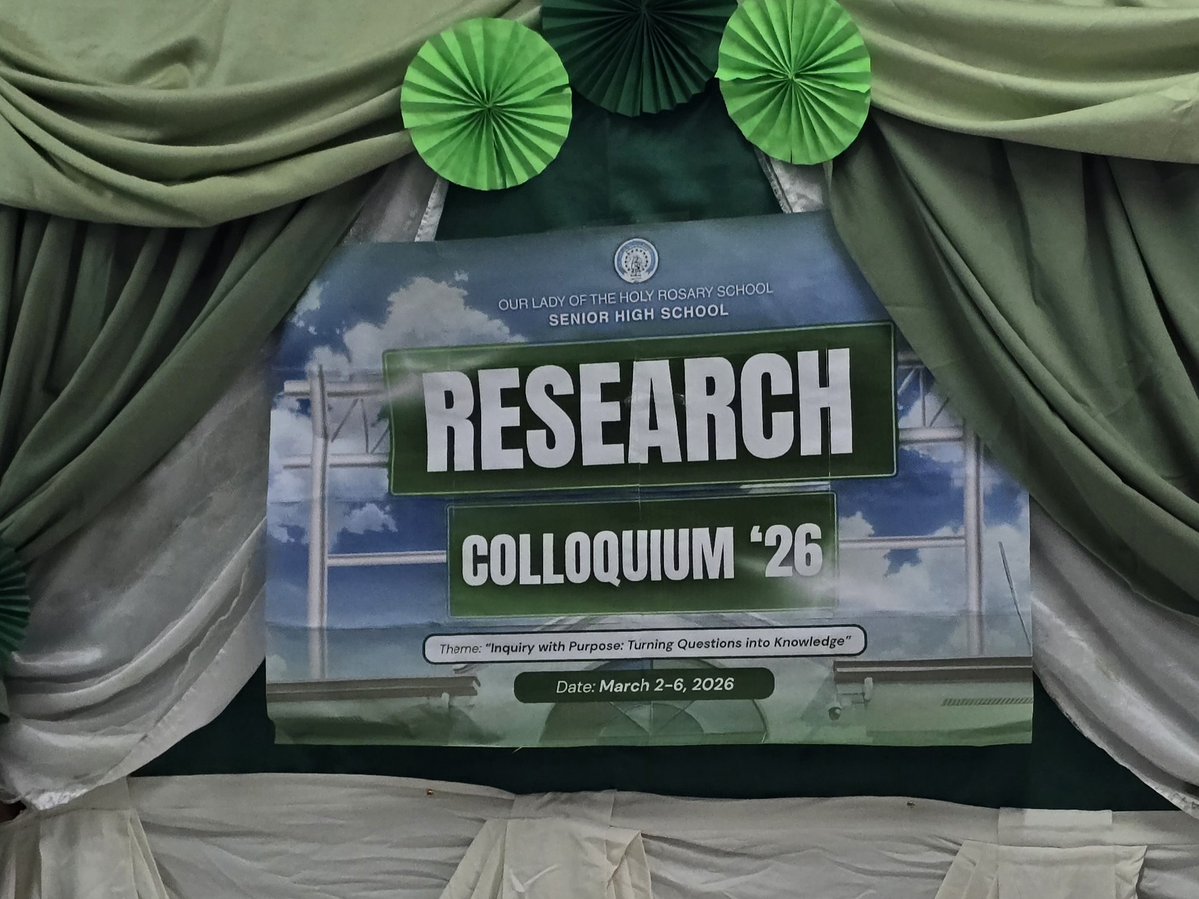 OUR LADY OF THE HOLY ROSARY SCHOOL
SENIOR HIGH SCHOOL
RESEARCH
COLLOQUIUM ‘26
Theme: “Inquiry with Purpose: Turning Questions into Knowledge”
Date: March 2-6, 2026